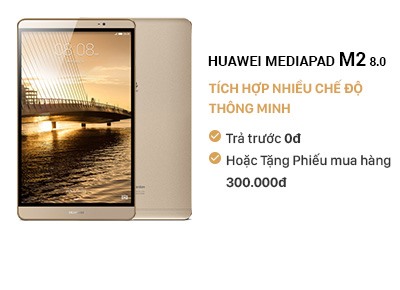 HUAWEI MEDIAPAD M2 8.0
TÍCH HỢP NHIỀU CHẾ ĐỘ
THÔNG MINH
Trả trước 0đ
Hoặc Tặng Phiếu mua hàng
300.000đ